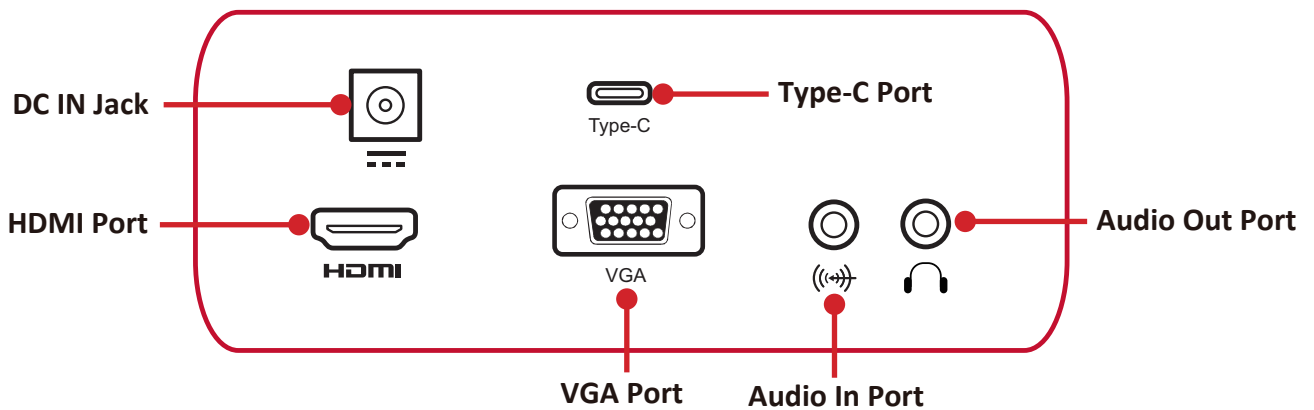 DC IN Jack
Type-C Port
Type-C
HDMI Port
HDMI
VGA
Audio Out Port
VGA Port
Audio In Port